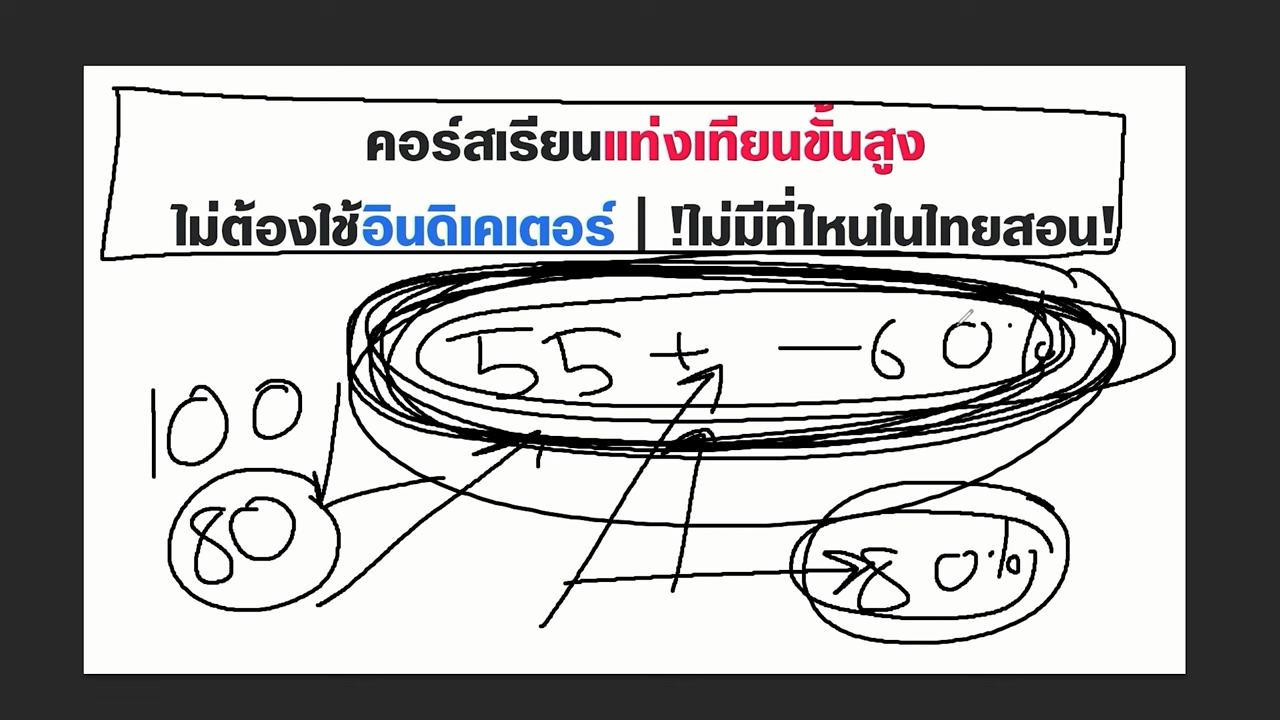 คอร์สเรียนแท่งเทียนขั้นสูง
ไม่ต้องใช้อินดิเคเตอร์ | !ไม่มีที่ไหนในไทยสอน!
55 + — 60%
100
80
80%